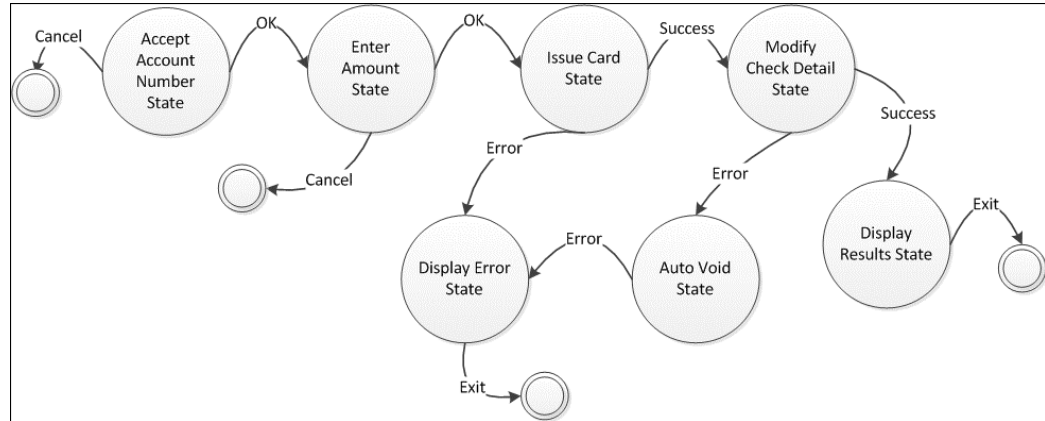 Cancel
Accept
Account
Number
State
OK
Enter
Amount
State
OK
Issue Card
State
Success
Modify
Check Detail
State
Success
Cancel
Error
Error
Display Error
State
Error
Auto Void
State
Display
Results State
Exit
Exit